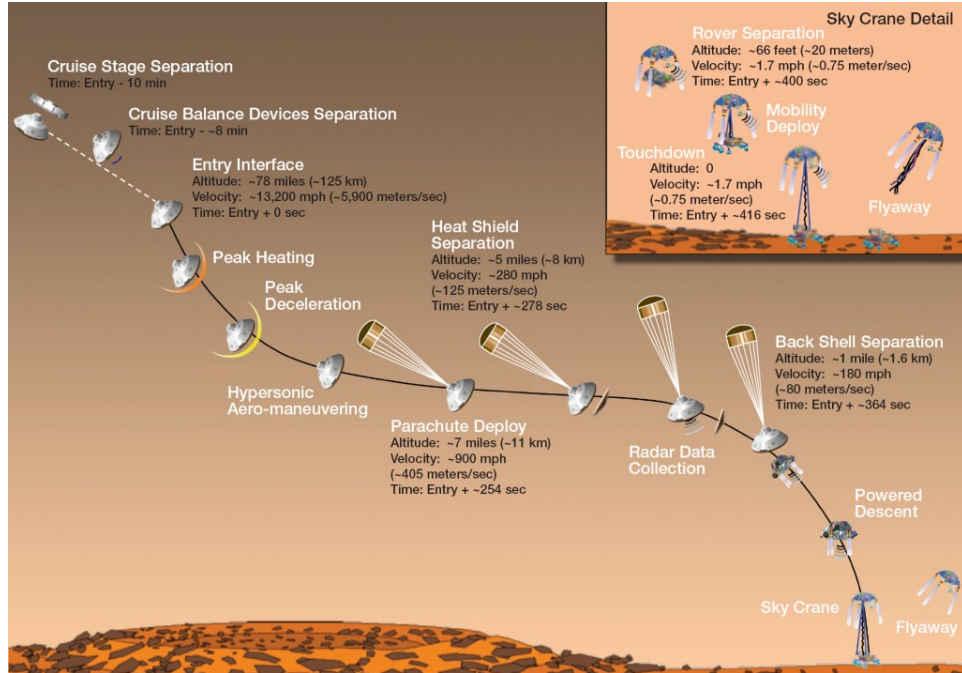 Cruise Stage Separation
Time: Entry - 10 min
Cruise Balance Devices Separation
Time: Entry - ~8 min
Entry Interface
Altitude: ~78 miles (~125 km)
Velocity: ~13,200 mph (~5,900 meters/sec)
Time: Entry + 0 sec
Peak Heating
Peak
Deceleration
Hypersonic
Aero-maneuvering
Parachute Deploy
Altitude: ~7 miles (~11 km)
Velocity: ~900 mph
(~405 meters/sec)
Time: Entry + ~254 sec
Heat Shield
Separation
Altitude: ~5 miles (~8 km)
Velocity: ~280 mph
(~125 meters/sec)
Time: Entry + ~278 sec
Radar Data
Collection
Back Shell Separation
Altitude: ~1 mile (~1.6 km)
Velocity: ~180 mph
(~80 meters/sec)
Time: Entry + ~364 sec
Powered
Descent
Sky Crane
Flyaway
Sky Crane Detail
Rover Separation
Altitude: ~66 feet (~20 meters)
Velocity: ~1.7 mph (~0.75 meter/sec)
Time: Entry + ~400 sec
Mobility
Deploy
Touchdown
Altitude: 0
Velocity: ~1.7 mph
(~0.75 meter/sec)
Time: Entry + ~416 sec
Flyaway